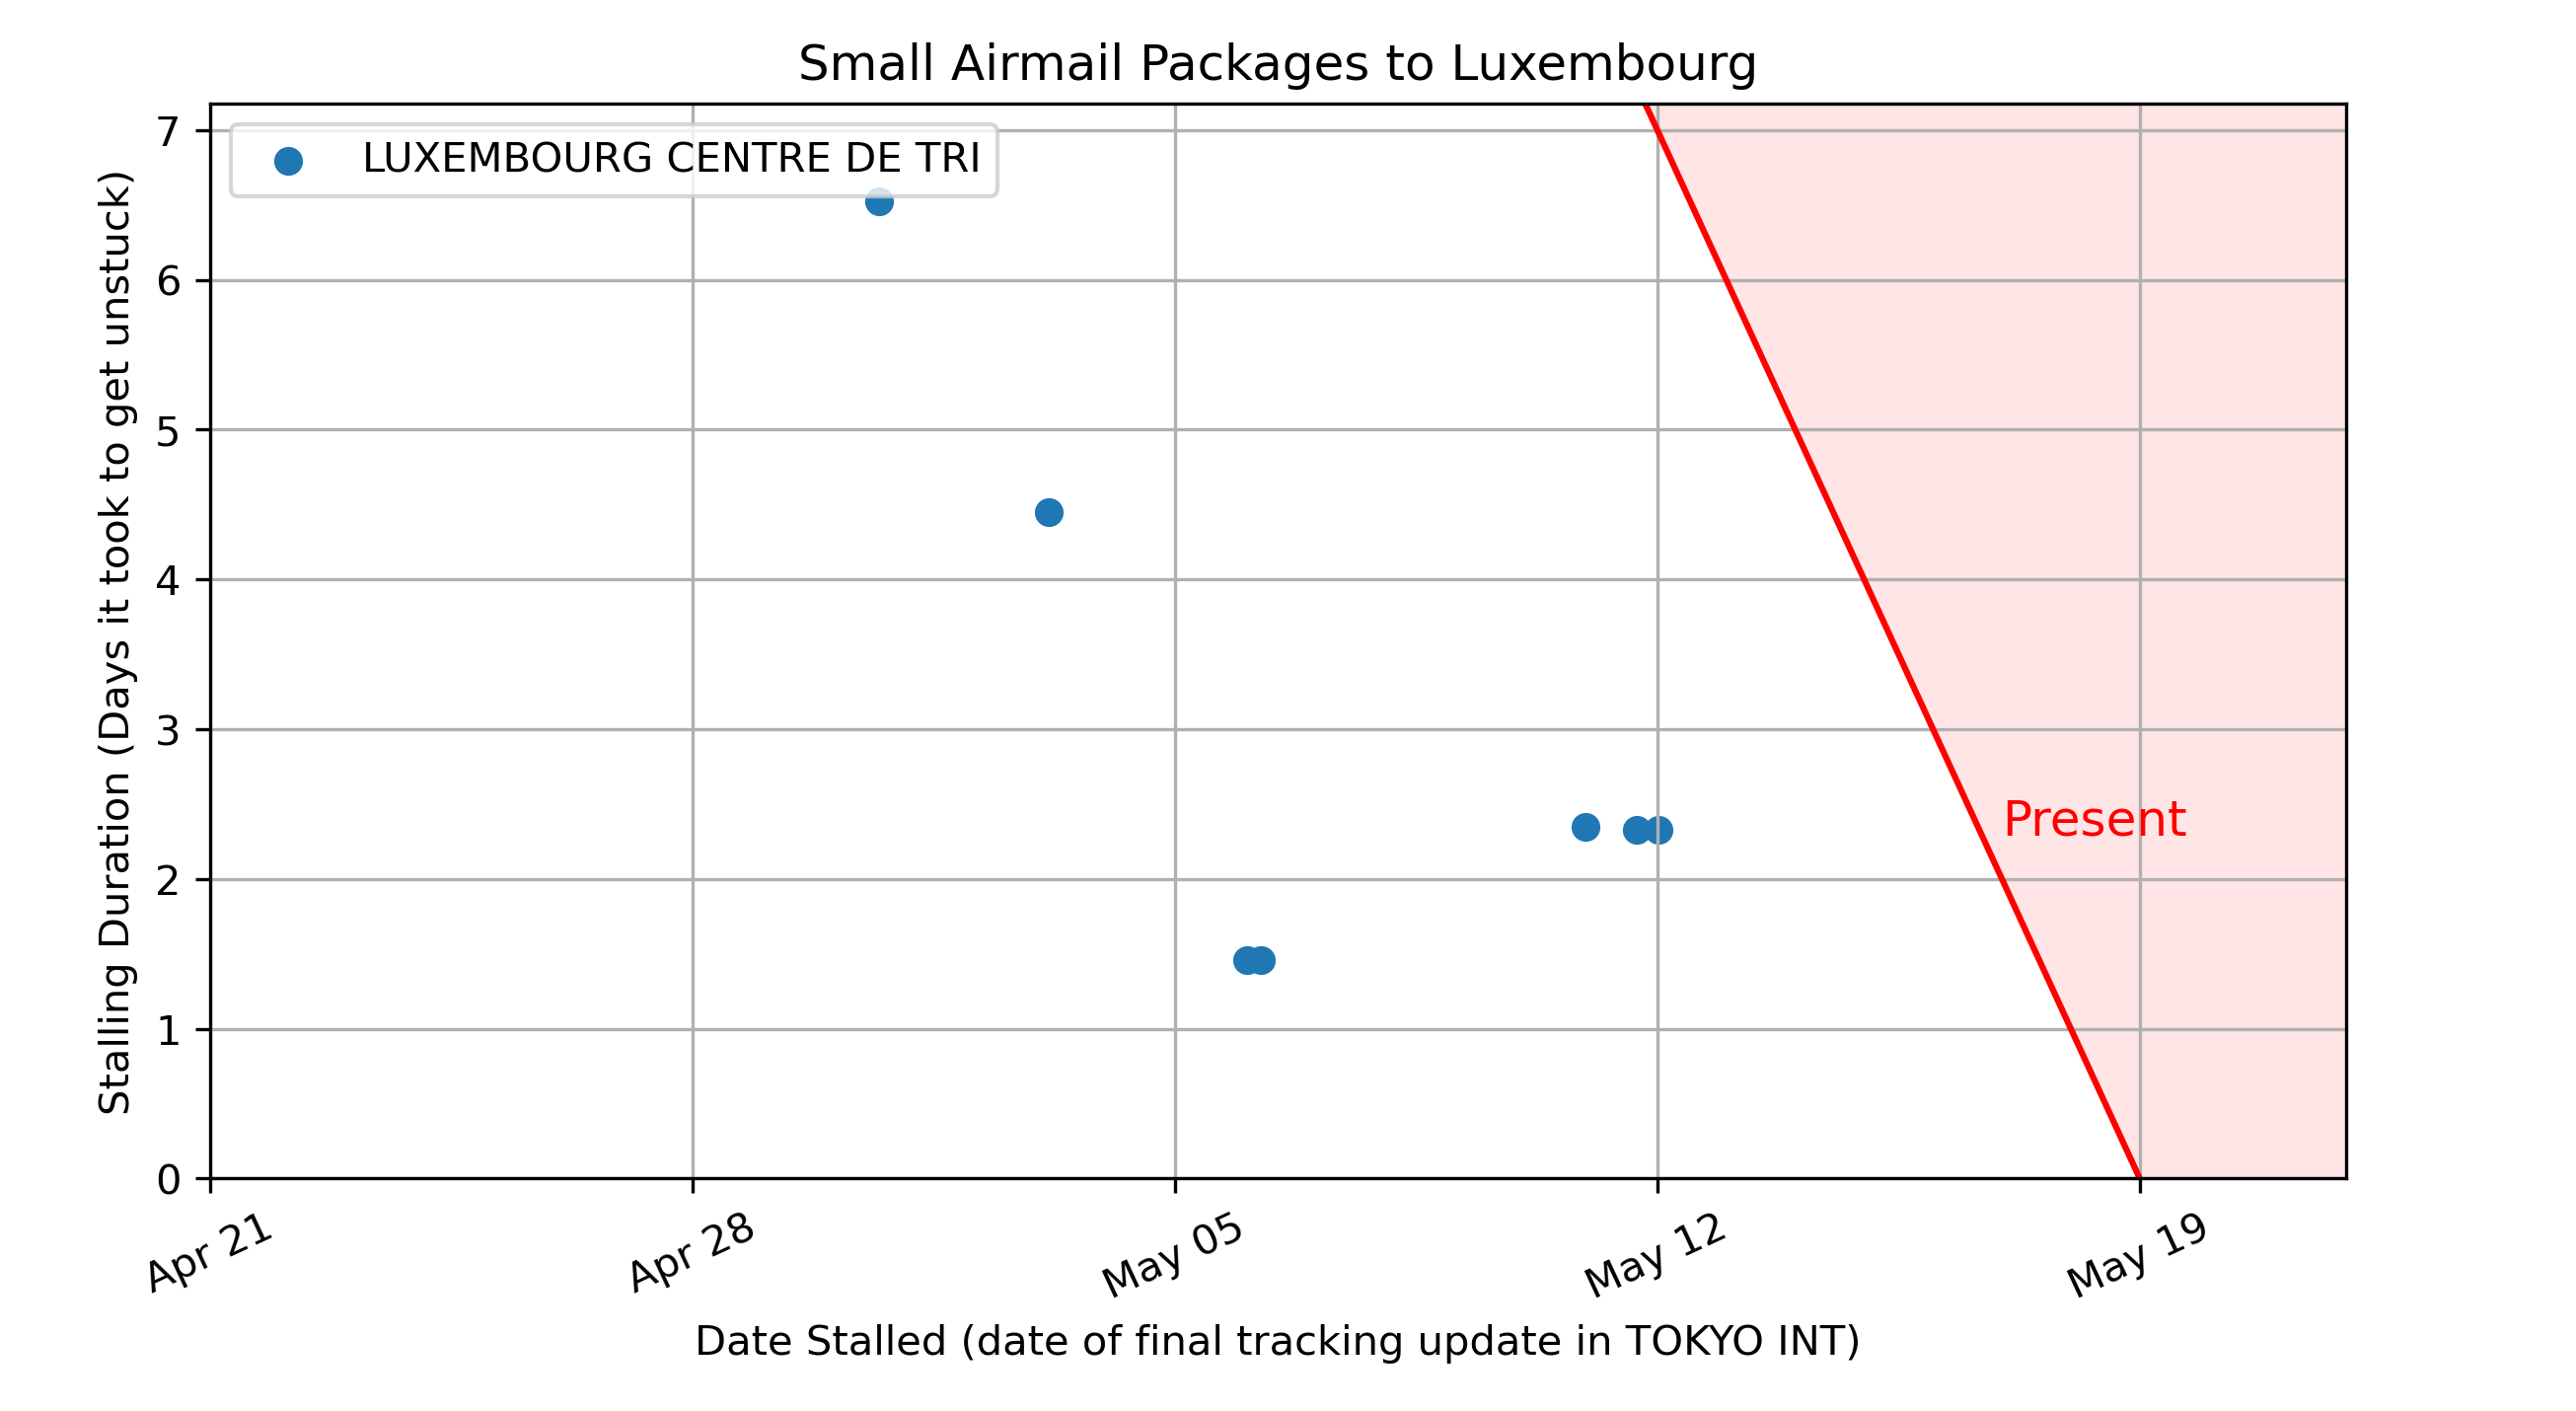 Small Airmail Packages to Luxembourg
LUXEMBOURG CENTRE DE TRI
Stalling Duration (Days it took to get unstuck)
7
6
5
4
3
2
1
0
Present
Apr 21
Apr 28
May 05
May 12
May 19
Date Stalled (date of final tracking update in TOKYO INT)